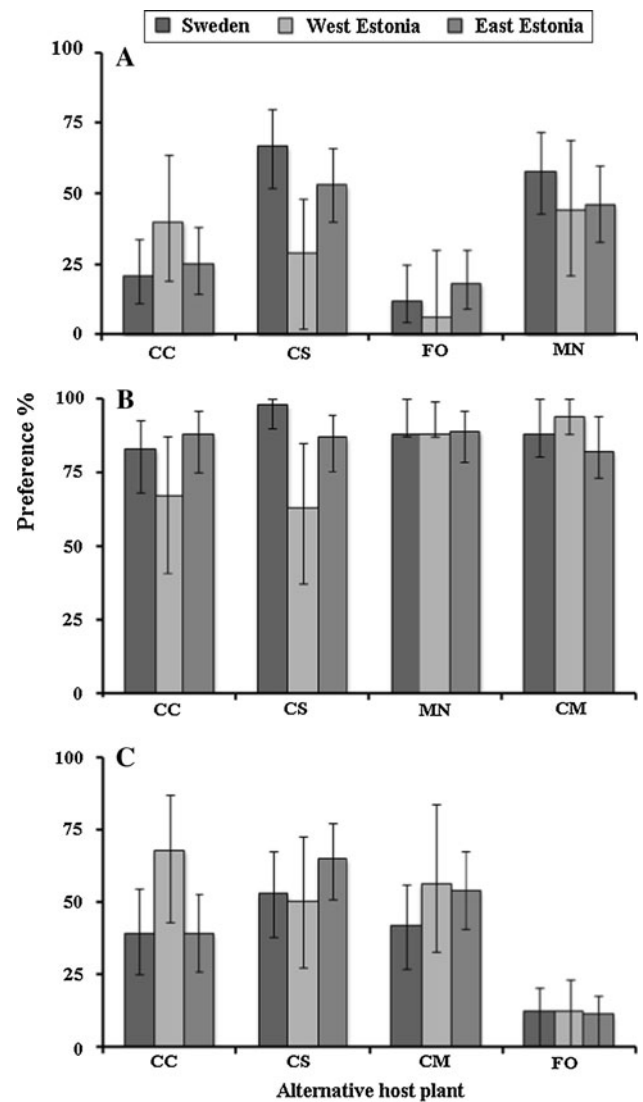 Sweden West Estonia East Estonia
A
100
75
50
25
0
CC CS FO MN
Preference %
B
100
75
50
25
0
CC CS MN CM
C
100
75
50
25
0
CC CS CM FO
Alternative host plant